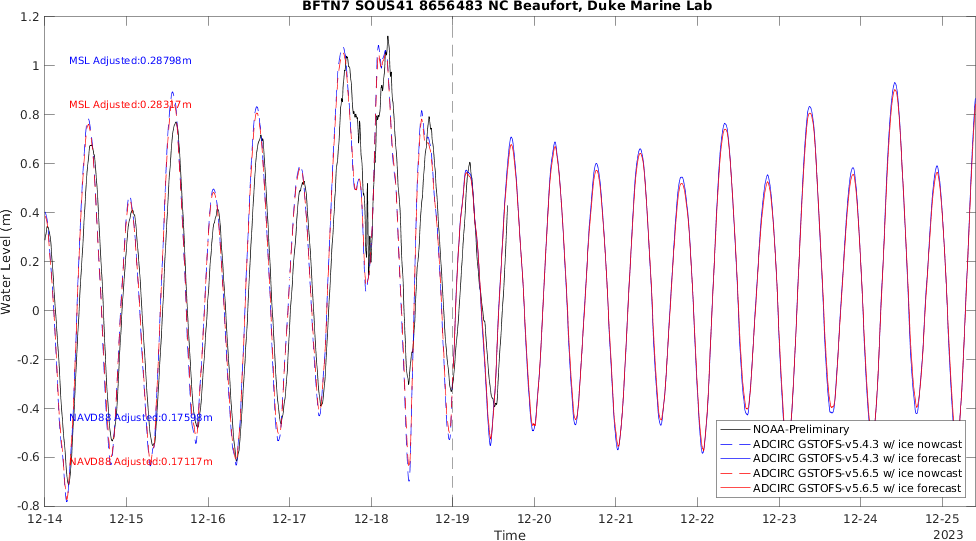 BFTN7 SOUS41 8656483 NC Beaufort, Duke Marine Lab
1.2
1
0.8
0.6
0.4
0.2
0
-0.2
-0.4
-0.6
-0.8
Water Level (m)
MSL Adjusted:0.28798m
MSL Adjusted:0.28317m
NAVD88 Adjusted:0.17598m
NAVD88 Adjusted:0.17117m
NOAA-Preliminary
ADCIRC GSTOFS-v5.4.3 w/ ice nowcast
ADCIRC GSTOFS-v5.4.3 w/ ice forecast
ADCIRC GSTOFS-v5.6.5 w/ ice nowcast
ADCIRC GSTOFS-v5.6.5 w/ ice forecast
12-14 12-15 12-16 12-17 12-18 12-19 12-20 12-21 12-22 12-23 12-24 12-25
2023
Time